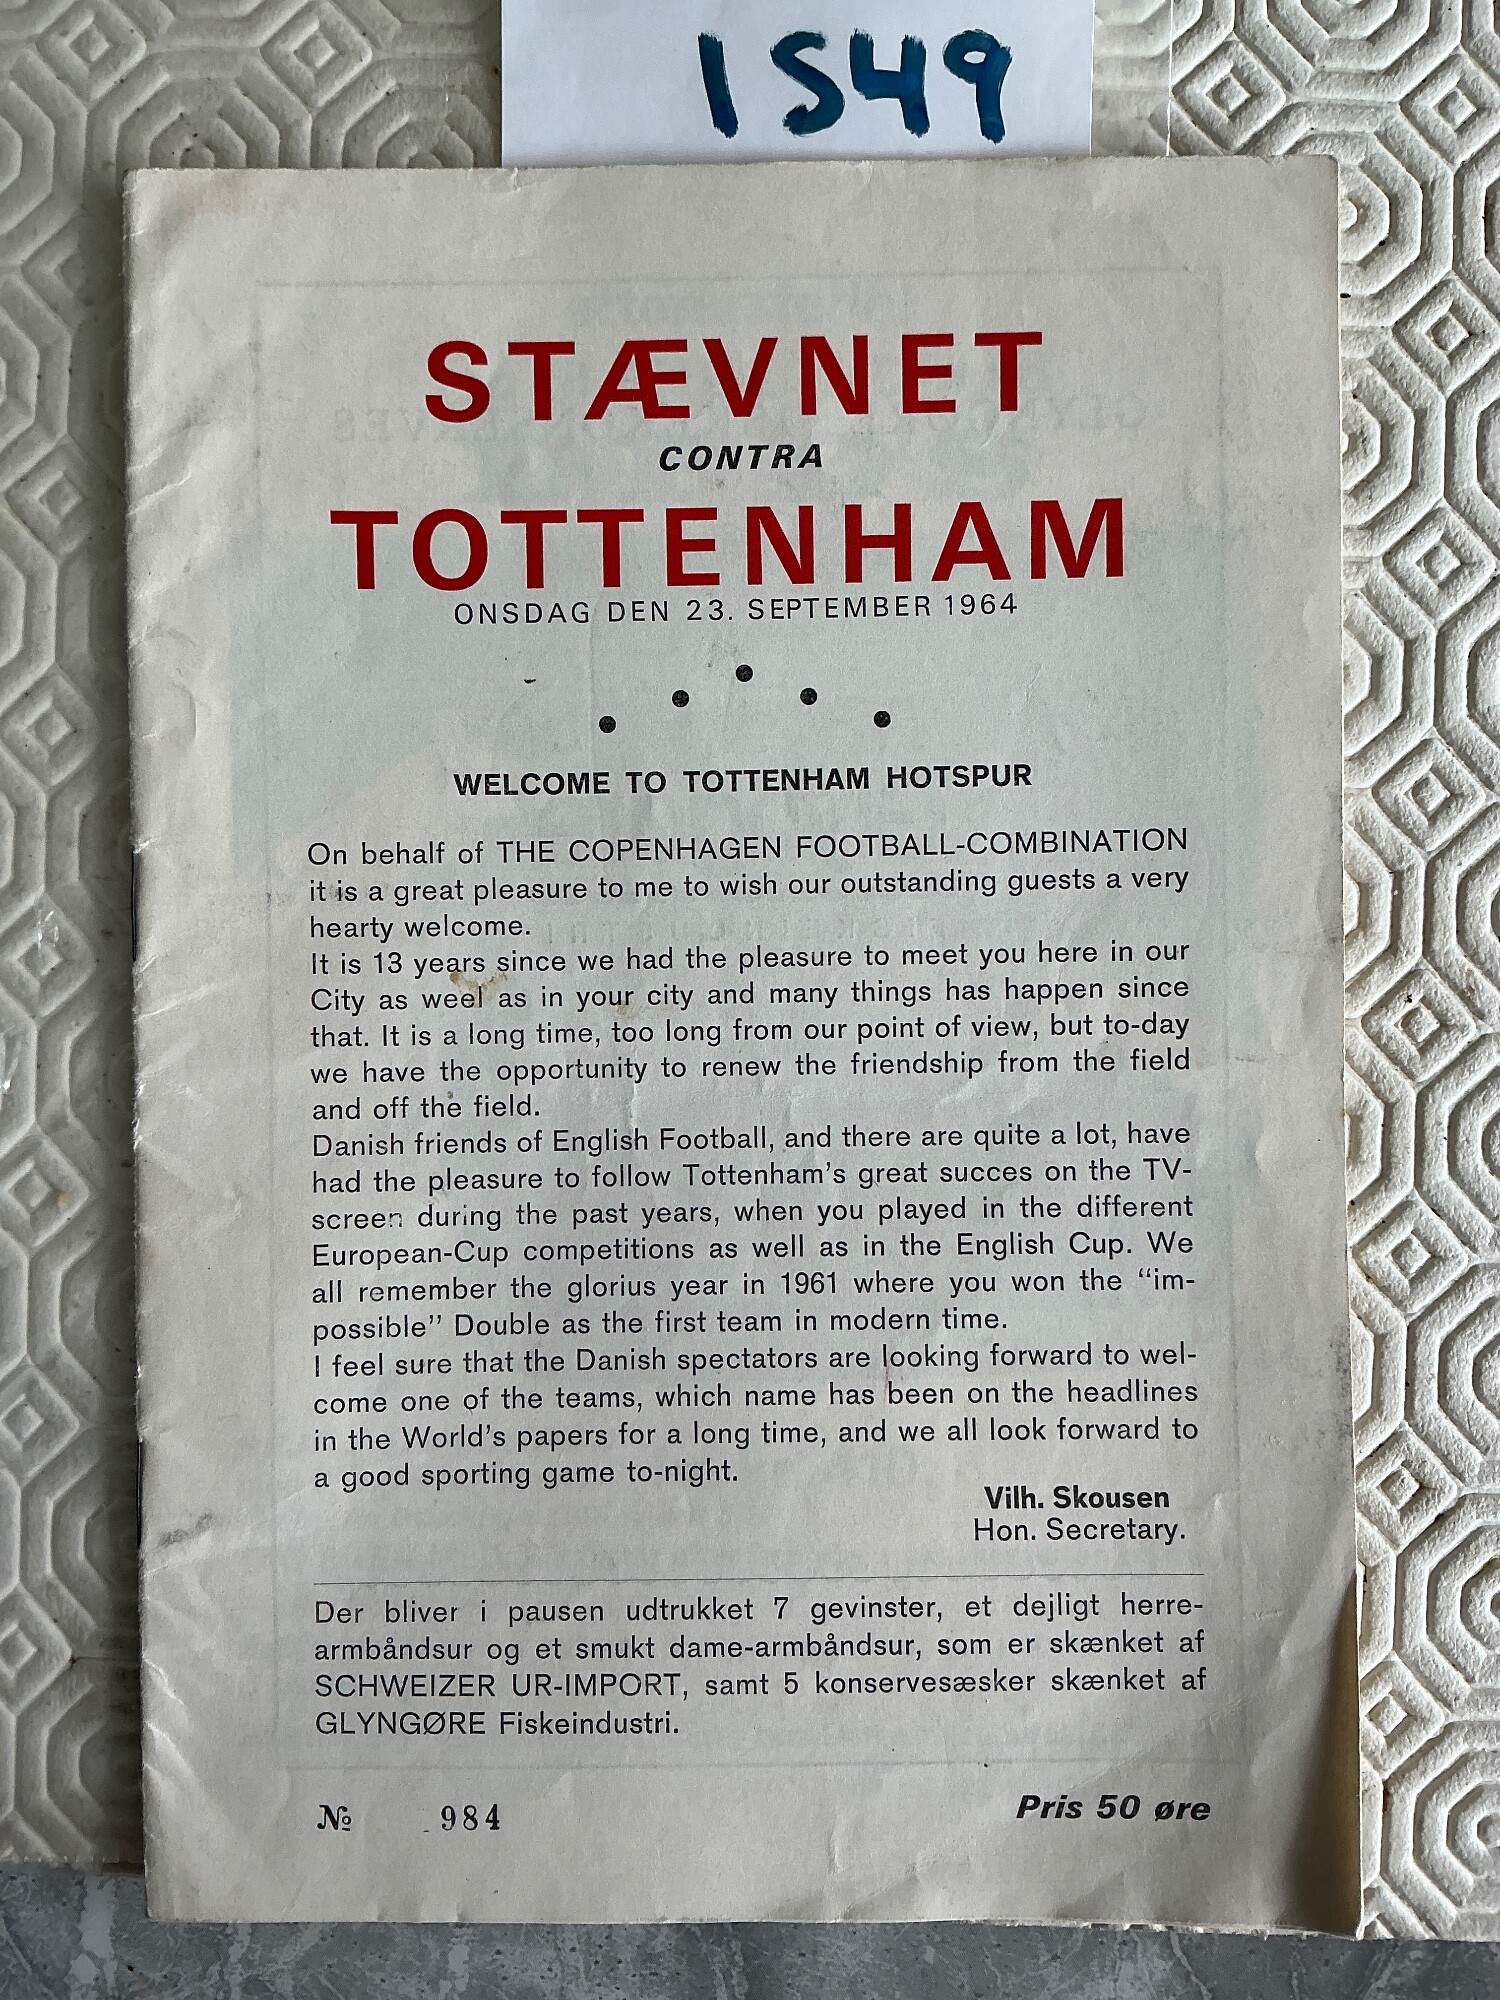 1549
STÆVNET
CONTRA
TOTTENHAM
ONSDAG DEN 23. SEPTEMBER 1964
WELCOME TO TOTTENHAM HOTSPUR
On behalf of THE COPENHAGEN FOOTBALL-COMBINATION
it is a great pleasure to me to wish our outstanding guests a very
hearty welcome.
It is 13 years since we had the pleasure to meet you here in our
City as weel as in your city and many things has happen since
that. It is a long time, too long from our point of view, but to-day
we have the opportunity to renew the friendship from the field
and off the field.
Danish friends of English Football, and there are quite a lot, have
had the pleasure to follow Tottenham's great succes on the TV-
screen during the past years, when you played in the different
European-Cup competitions as well as in the English Cup. We
all remember the glorius year in 1961 where you won the “im-
possible” Double as the first team in modern time.
I feel sure that the Danish spectators are looking forward to wel-
come one of the teams, which name has been on the headlines
in the World's papers for a long time, and we all look forward to
a good sporting game to-night.
Vilh. Skousen
Hon. Secretary.
Der bliver i pausen udtrukket 7 gevinster, et dejligt herre-
armbåndsur og et smukt dame-armbåndsur, som er skænket af
SCHWEIZER UR-IMPORT, samt 5 konservesæsker skænket af
GLYNGØRE Fiskeindustri.
№ 984
Pris 50 øre